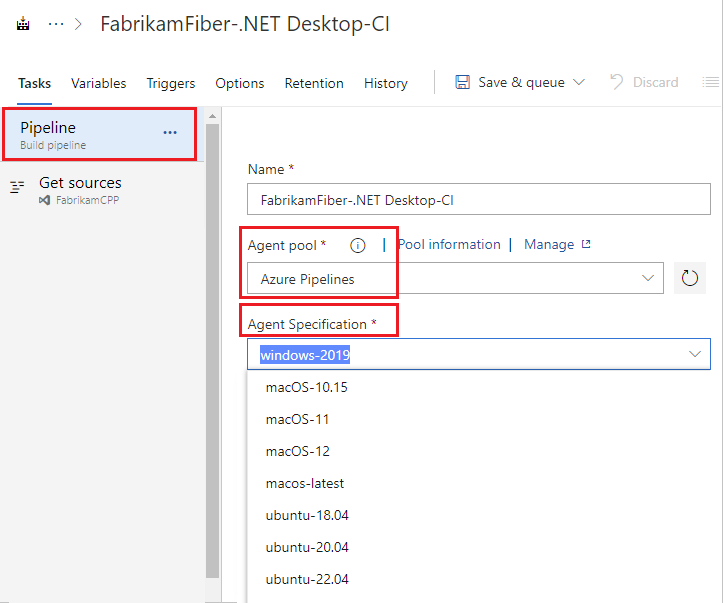 ··· > FabrikamFiber-.NET Desktop-CI
Tasks Variables Triggers Options Retention History | Save & queue Discard
Pipeline ···
Build pipeline
Get sources
FabrikamCPP
Name *
FabrikamFiber-.NET Desktop-CI
Agent pool * | Pool information | Manage
Azure Pipelines
Agent Specification *
windows-2019
macOS-10.15
macOS-11
macOS-12
macos-latest
ubuntu-18.04
ubuntu-20.04
ubuntu-22.04